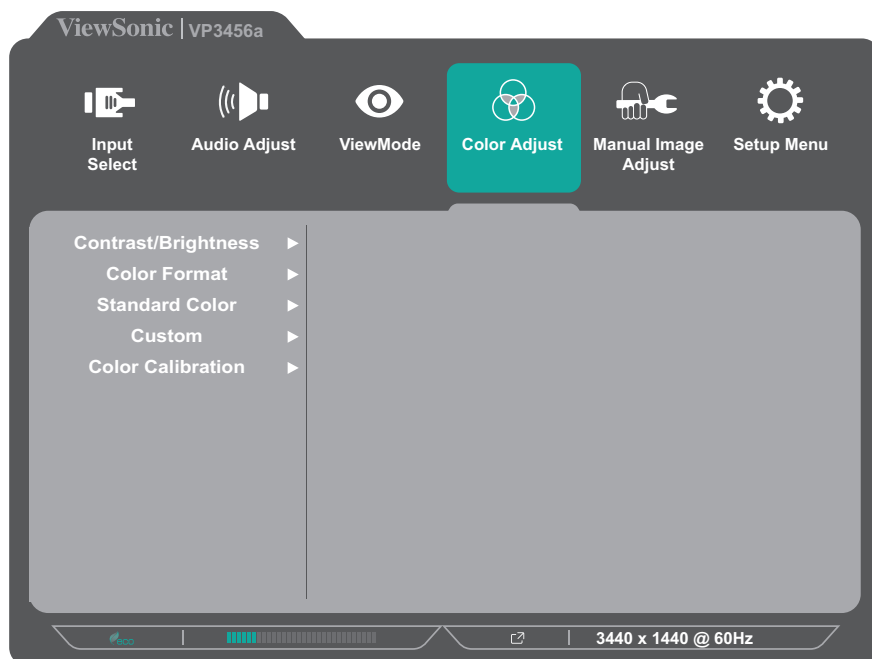 ViewSonic | VP3456a
Input Select
Audio Adjust
ViewMode
Color Adjust
Manual Image Adjust
Setup Menu
Contrast/Brightness
Color Format
Standard Color
Custom
Color Calibration
eco
3440 x 1440 @ 60Hz